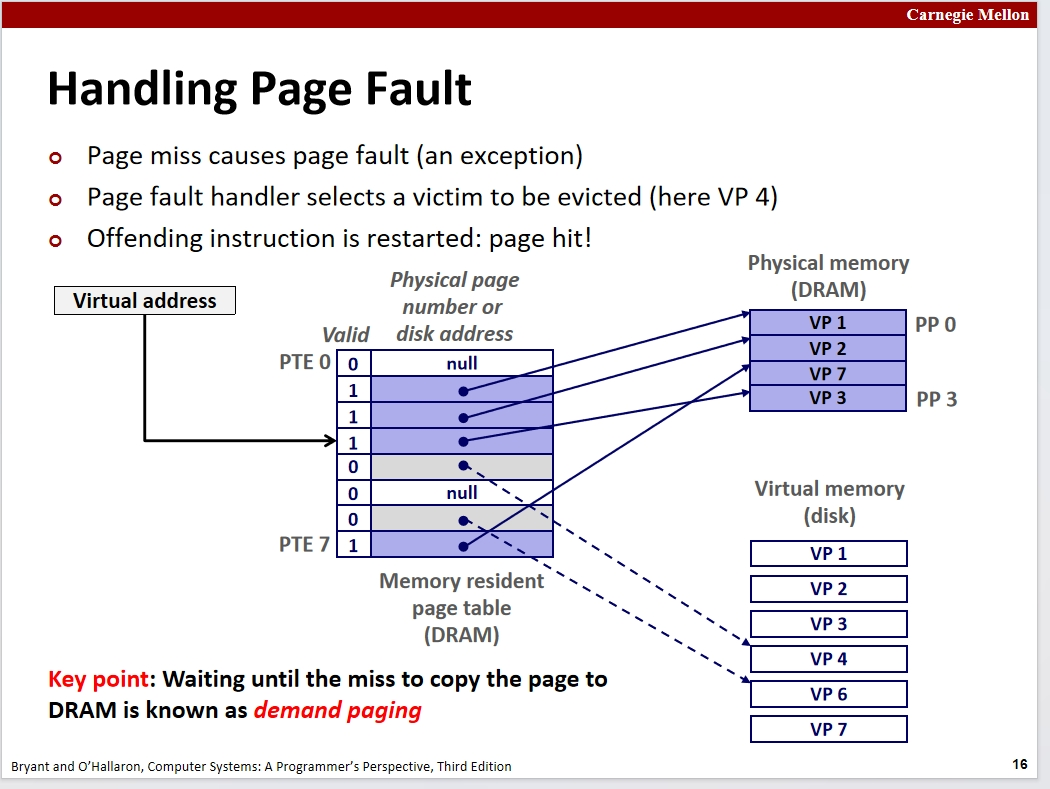 Carnegie Mellon
Handling Page Fault
Page miss causes page fault (an exception)
Page fault handler selects a victim to be evicted (here VP 4)
Offending instruction is restarted: page hit!
Virtual address
Physical page
number or
disk address
Valid
PTE 0
0
null
1
1
1
0
0
null
0
PTE 7
1
Memory resident
page table
(DRAM)
Physical memory
(DRAM)
VP 1
PP 0
VP 2
VP 7
VP 3
PP 3
Virtual memory
(disk)
VP 1
VP 2
VP 3
VP 4
VP 6
VP 7
Key point: Waiting until the miss to copy the page to
DRAM is known as demand paging
Bryant and O’Hallaron, Computer Systems: A Programmer’s Perspective, Third Edition
16